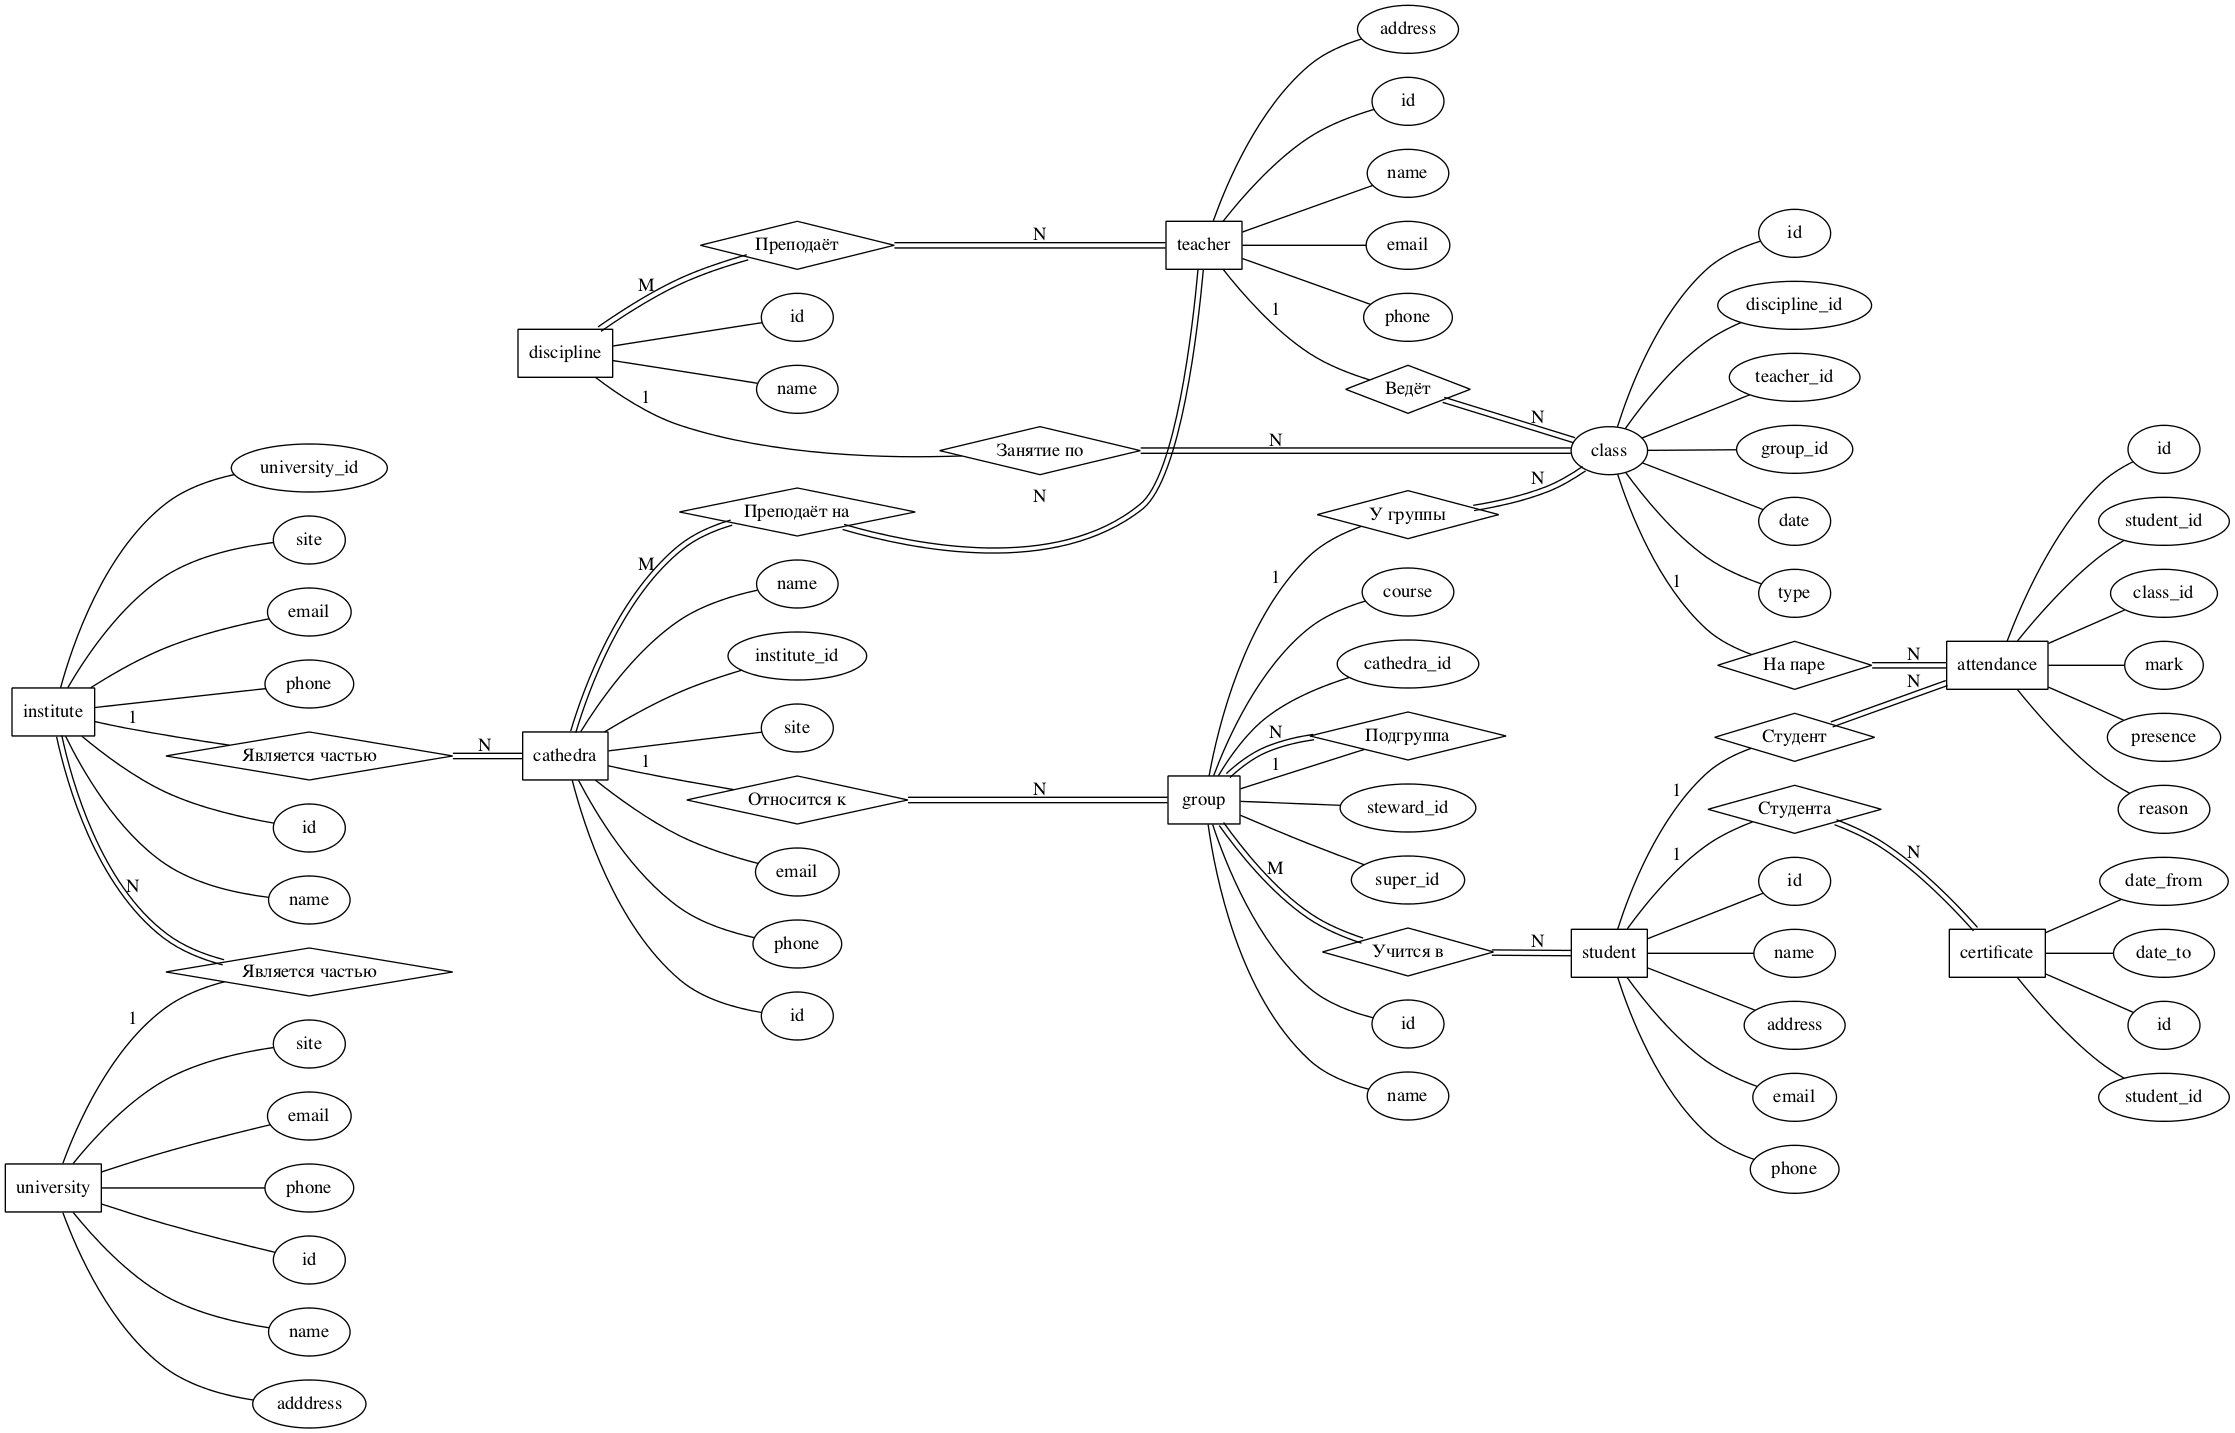 address
id
name
email
phone
teacher
Преподаёт
N
M
discipline
id
name
1
1
Ведёт
N
Занятие по
N
class
id
discipline_id
teacher_id
group_id
date
type
Преподаёт на
N
M
У группы
N
1
university_id
site
email
phone
institute
1
Является частью
N
id
name
N
Является частью
1
name
institute_id
site
cathedra
1
Относится к
N
email
phone
id
course
cathedra_id
N
Подгруппа
1
group
steward_id
super_id
M
Учится в
N
id
name
1
На паре
N
attendance
id
student_id
class_id
mark
presence
reason
N
Студент
1
Студента
1
N
student
id
name
address
email
phone
certificate
date_from
date_to
id
student_id
university
site
email
phone
id
name
adddress